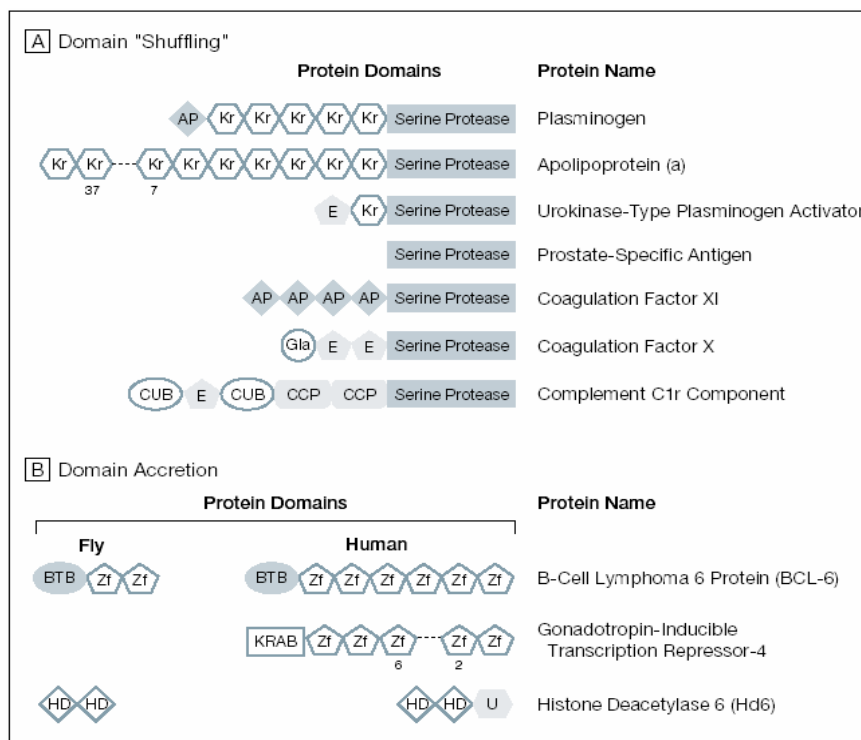 A Domain "Shuffling"
Protein Domains Protein Name
AP Kr Kr Kr Kr Kr Serine Protease Plasminogen
Kr Kr Kr Kr Kr Kr Kr Kr Kr Serine Protease Apolipoprotein (a)
37 7
E Kr Serine Protease Urokinase-Type Plasminogen Activator
Serine Protease Prostate-Specific Antigen
AP AP AP AP Serine Protease Coagulation Factor XI
Gla E E Serine Protease Coagulation Factor X
CUB E CUB CCP CCP Serine Protease Complement C1r Component
B Domain Accretion
Protein Domains Protein Name
Fly Human
BTB Zf Zf BTB Zf Zf Zf Zf Zf Zf B-Cell Lymphoma 6 Protein (BCL-6)
KRAB Zf Zf Zf Zf Zf Gonadotropin-Inducible
6 2 Transcription Repressor-4
HD HD HD HD U Histone Deacetylase 6 (Hd6)